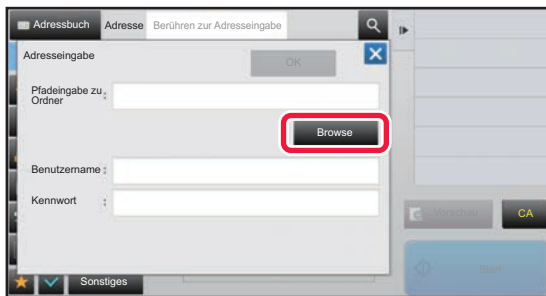 Adressbuch Adresse Berühren zur Adresseingabe
Adresseingabe OK
Pfadeingabe zu
Ordner :
Browse
Benutzername :
Kennwort :
Vorschau CA
Start
Sonstiges